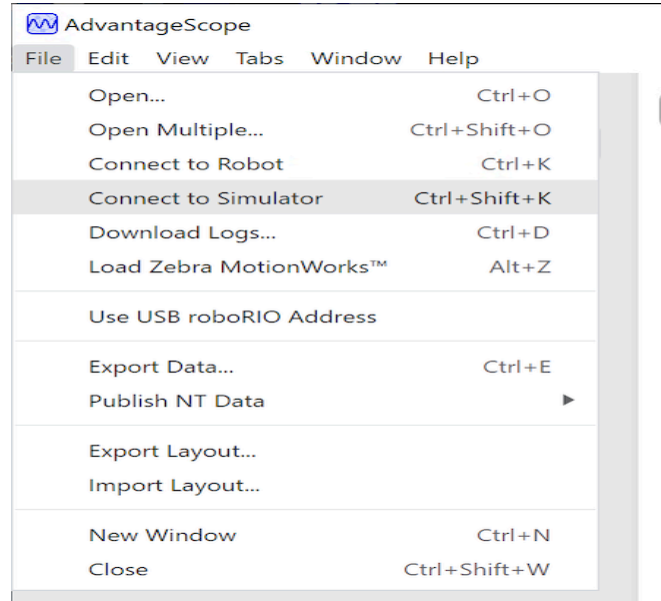 AdvantageScope
File Edit View Tabs Window Help
Open... Ctrl+O
Open Multiple... Ctrl+Shift+O
Connect to Robot Ctrl+K
Connect to Simulator Ctrl+Shift+K
Download Logs... Ctrl+D
Load Zebra MotionWorks™ Alt+Z
Use USB roboRIO Address
Export Data... Ctrl+E
Publish NT Data
Export Layout...
Import Layout...
New Window Ctrl+N
Close Ctrl+Shift+W